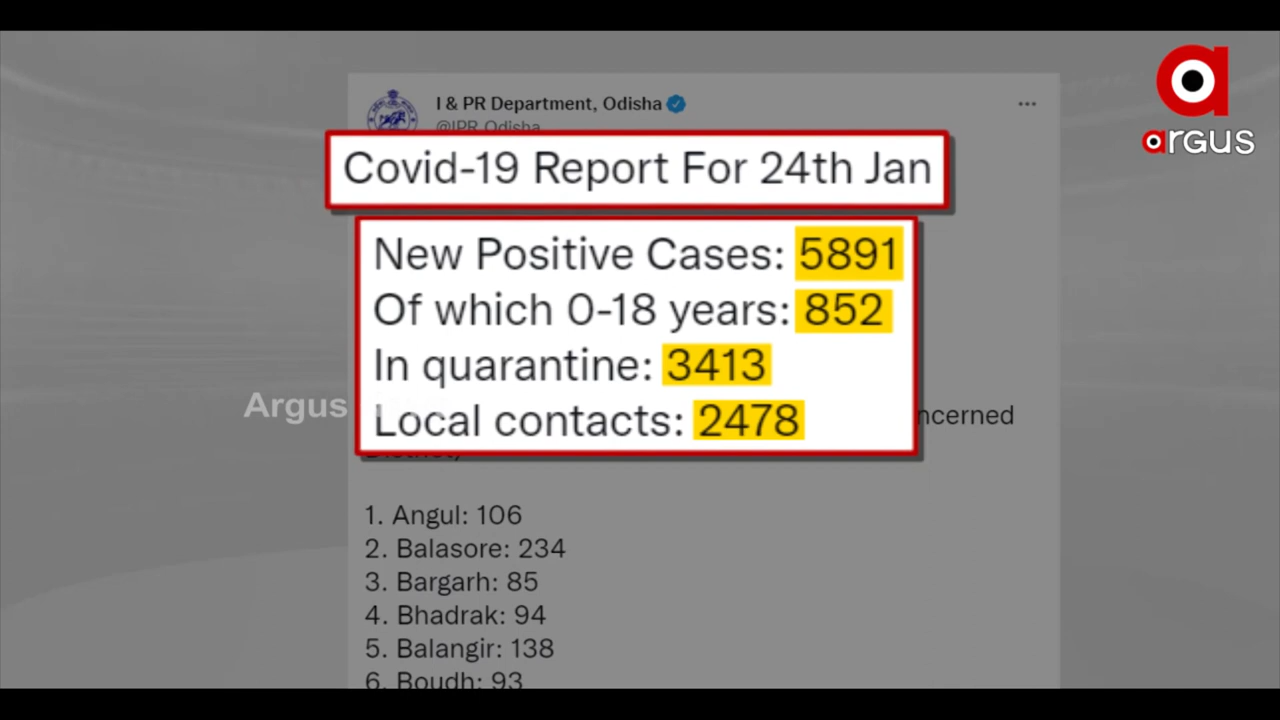 I & PR Department, Odisha
@IPR_Odisha
argus
Covid-19 Report For 24th Jan
New Positive Cases: 5891
Of which 0-18 years: 852
In quarantine: 3413
Argus
Local contacts: 2478
ncerned
1. Angul: 106
2. Balasore: 234
3. Bargarh: 85
4. Bhadrak: 94
5. Balangir: 138
6. Boudh: 93